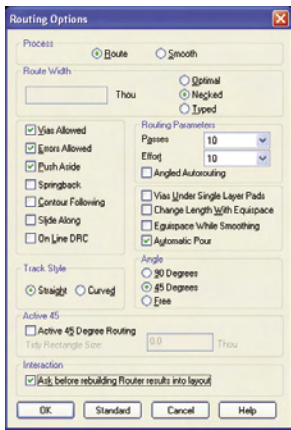 Routing Options
Process
Route Smooth
Route Width
Thou
Optimal
Necked
Typed
Vias Allowed
Errors Allowed
Push Aside
Springback
Contour Following
Slide Along
On Line DRC
Routing Parameters
Passes 10
Effort 10
Angled Autorouting
Vias Under Single Layer Pads
Change Length With Equispace
Equispace While Smoothing
Automatic Pour
Track Style
Straight Curved
Angle
90 Degrees
45 Degrees
Free
Active 45
Active 45 Degree Routing
Tidy Rectangle Size: 0.0 Thou
Interaction
Ask before rebuilding Router results into layout
OK Standard Cancel Help